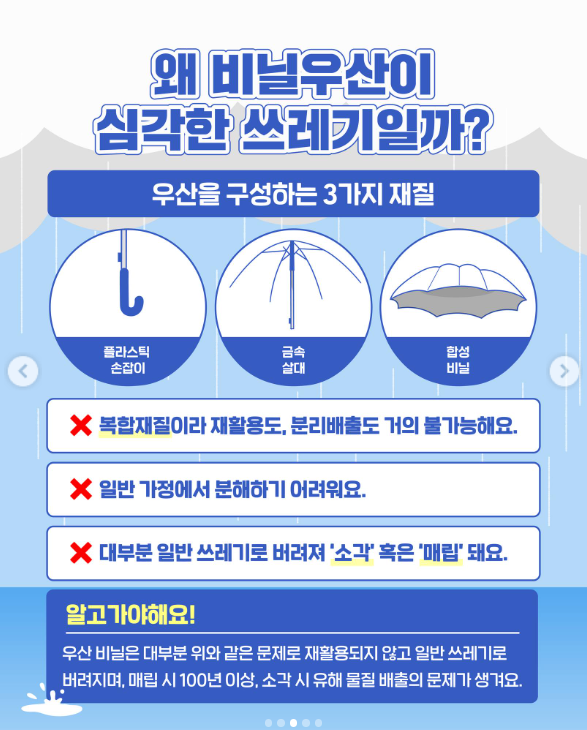 왜 비닐우산이
심각한 쓰레기일까?
우산을 구성하는 3가지 재질
플라스틱
손잡이
금속
살대
합성
비닐
복합재질이라 재활용도, 분리배출도 거의 불가능해요.
일반 가정에서 분해하기 어려워요.
대부분 일반 쓰레기로 버려져 '소각' 혹은 '매립' 돼요.
알고가야해요!
우산 비닐은 대부분 위와 같은 문제로 재활용되지 않고 일반 쓰레기로
버려지며, 매립 시 100년 이상, 소각 시 유해 물질 배출의 문제가 생겨요.